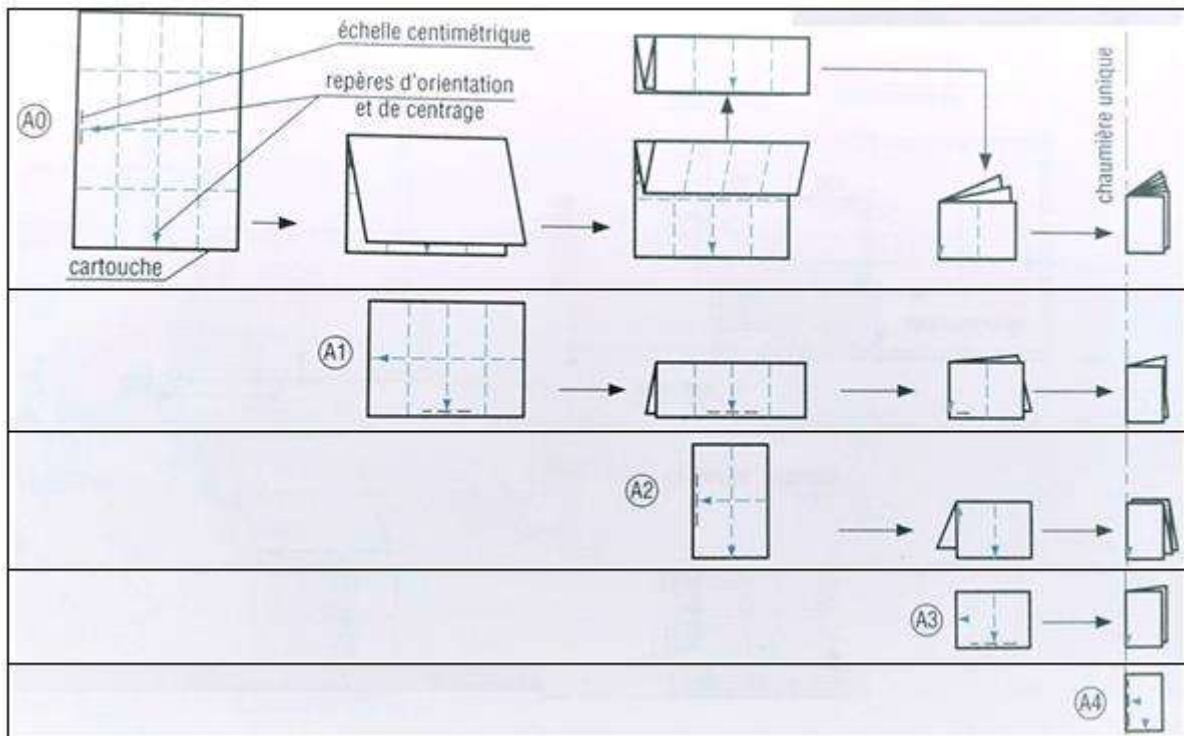 échelle centimétrique
repères d'orientation
et de centrage
A0
cartouche
chaumière unique
A1
A2
A3
A4